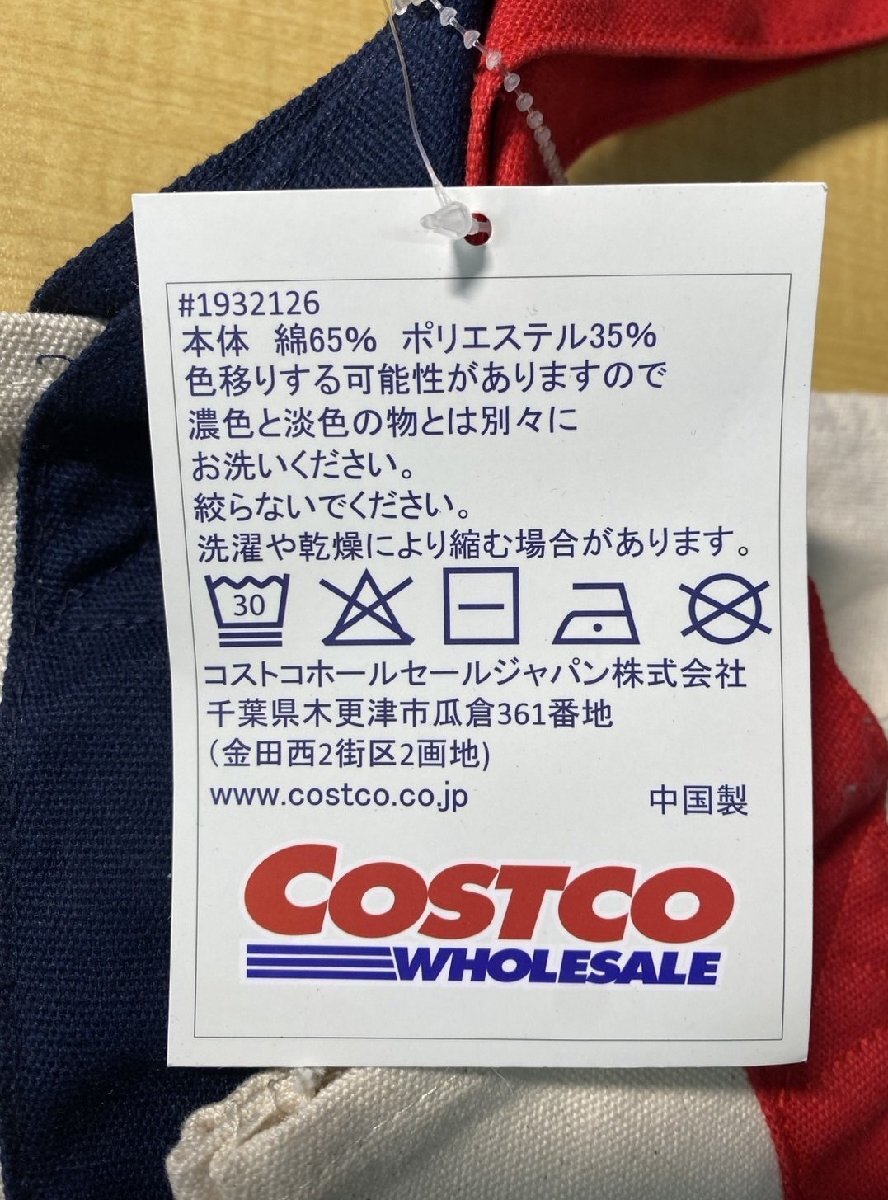 #1932126
本体 綿65% ポリエステル35%
色移りする可能性がありますので
濃色と淡色の物とは別々に
お洗いください。
絞らないでください。
洗濯や乾燥により縮む場合があります。
30
コストコホールセールジャパン株式会社
千葉県木更津市瓜倉361番地
(金田西2街区2画地)
www.costco.co.jp 中国製
COSTCO
WHOLESALE